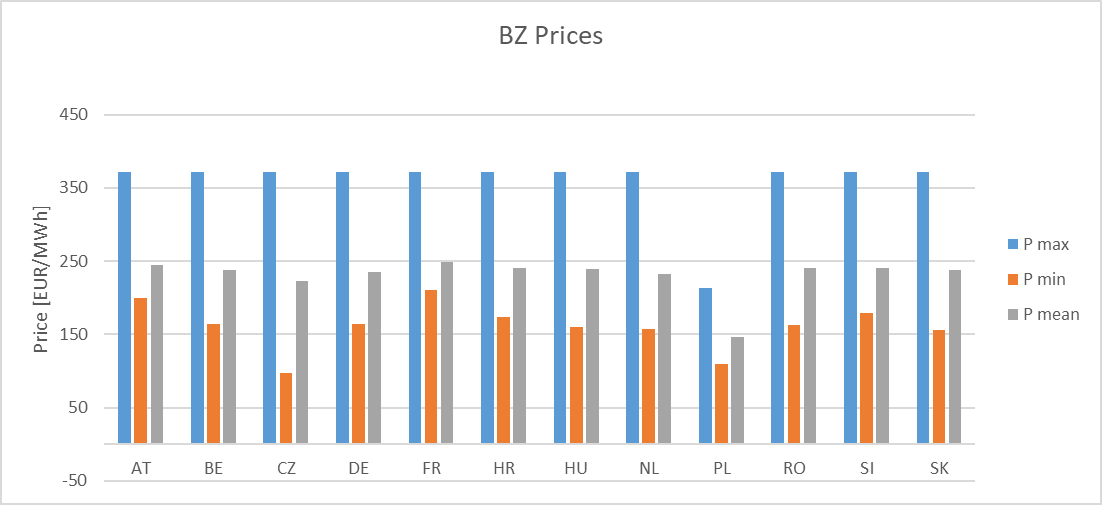 BZ Prices
Price [EUR/MWh]
450
350
250
150
50
-50
AT BE CZ DE FR HR HU NL PL RO SI SK
P max
P min
P mean